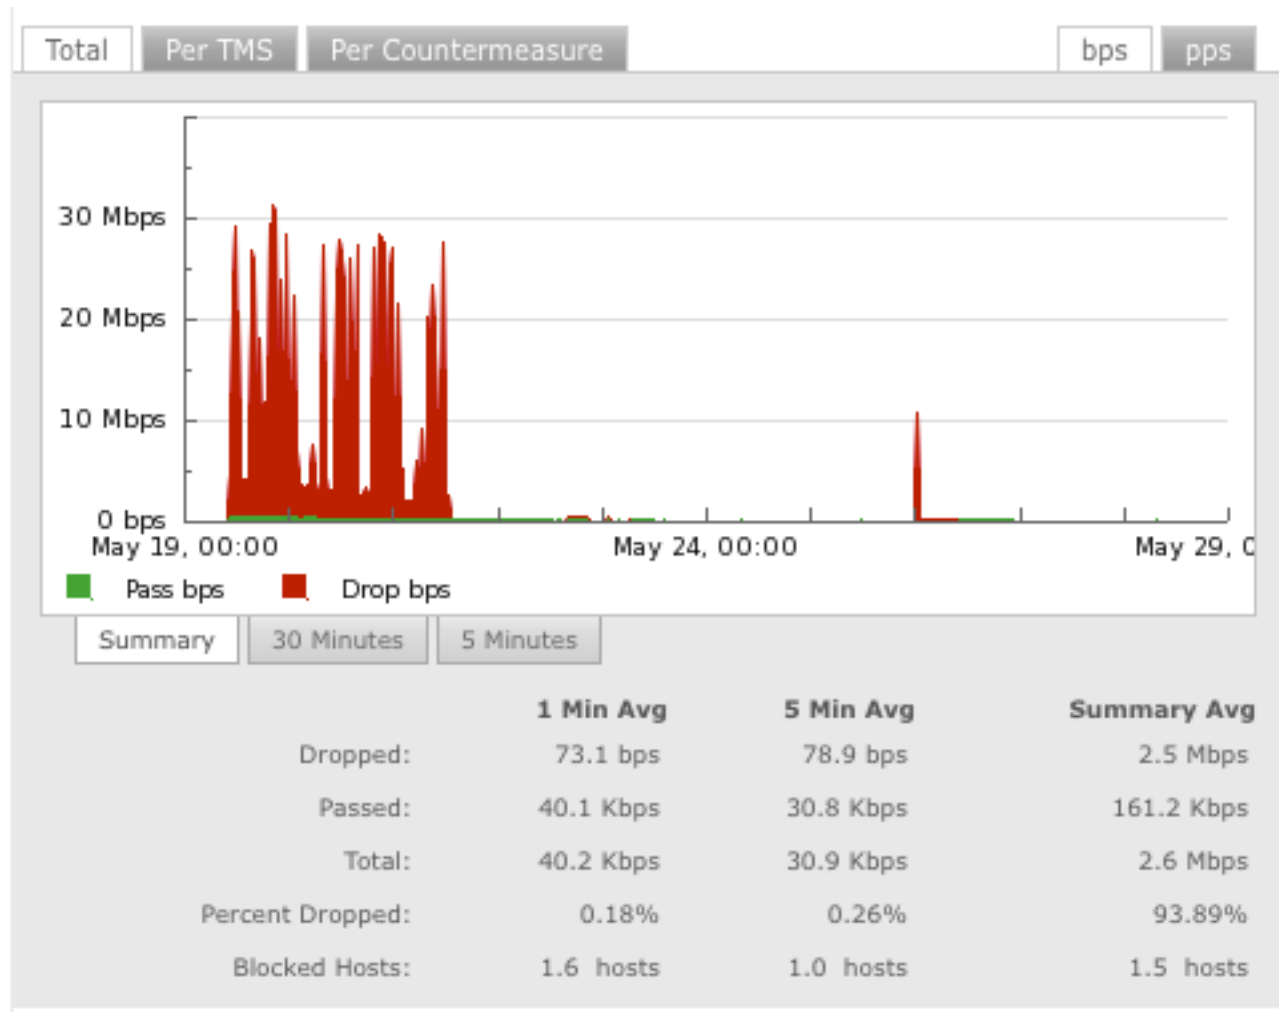 Total Per TMS Per Countermeasure bps pps
30 Mbps
20 Mbps
10 Mbps
0 bps
May 19, 00:00 May 24, 00:00 May 29, 0
Pass bps Drop bps
Summary 30 Minutes 5 Minutes
1 Min Avg 5 Min Avg Summary Avg
Dropped: 73.1 bps 78.9 bps 2.5 Mbps
Passed: 40.1 Kbps 30.8 Kbps 161.2 Kbps
Total: 40.2 Kbps 30.9 Kbps 2.6 Mbps
Percent Dropped: 0.18% 0.26% 93.89%
Blocked Hosts: 1.6 hosts 1.0 hosts 1.5 hosts